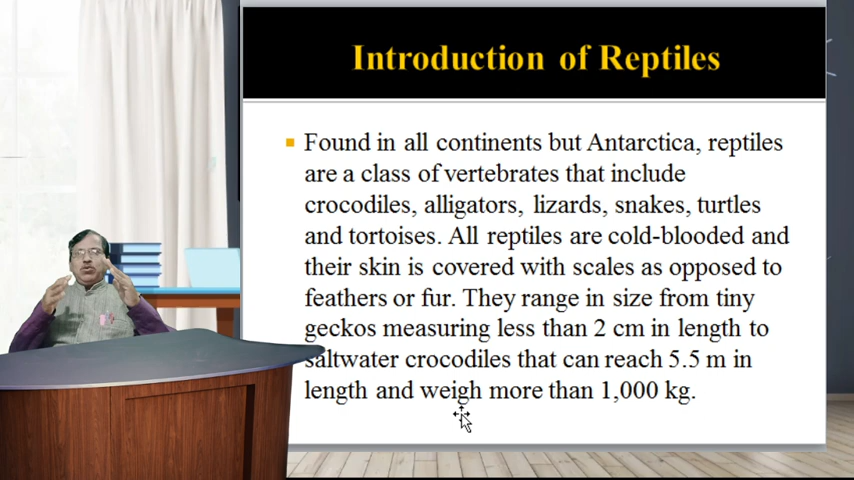 Introduction of Reptiles
Found in all continents but Antarctica, reptiles
are a class of vertebrates that include
crocodiles, alligators, lizards, snakes, turtles
and tortoises. All reptiles are cold-blooded and
their skin is covered with scales as opposed to
feathers or fur. They range in size from tiny
geckos measuring less than 2 cm in length to
saltwater crocodiles that can reach 5.5 m in
length and weigh more than 1,000 kg.